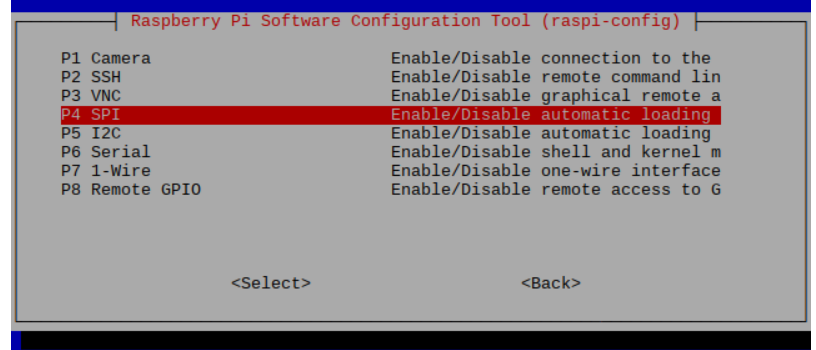 Raspberry Pi Software Configuration Tool (raspi-config)
P1 Camera Enable/Disable connection to the
P2 SSH Enable/Disable remote command lin
P3 VNC Enable/Disable graphical remote a
P4 SPI Enable/Disable automatic loading
P5 I2C Enable/Disable automatic loading
P6 Serial Enable/Disable shell and kernel m
P7 1-Wire Enable/Disable one-wire interface
P8 Remote GPIO Enable/Disable remote access to G
<Select> <Back>